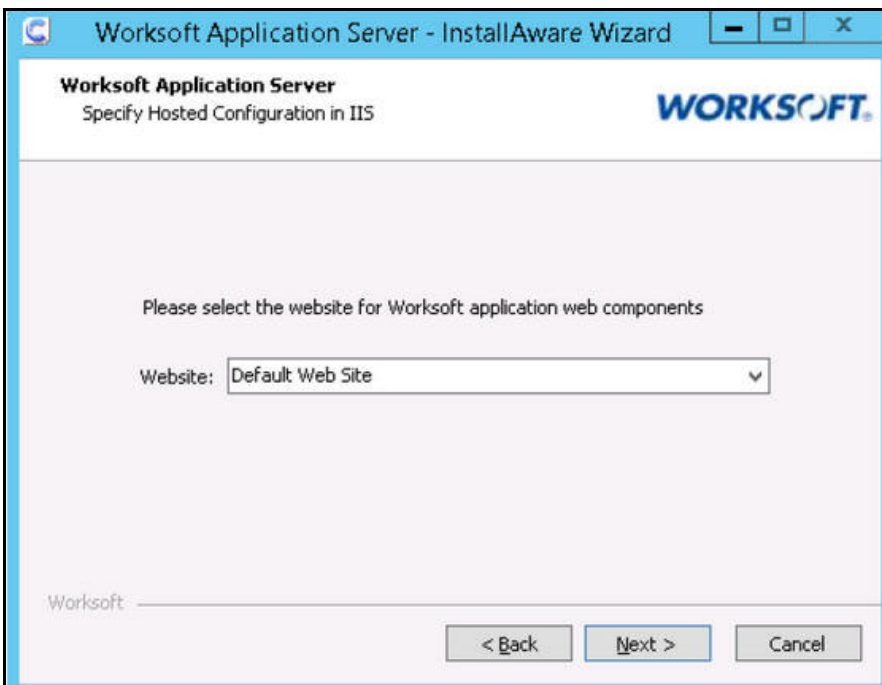 Worksoft Application Server - InstallAware Wizard
Worksoft Application Server
Specify Hosted Configuration in IIS
WORKSOFT®
Please select the website for Worksoft application web components
Website: Default Web Site
Worksoft
< Back Next > Cancel